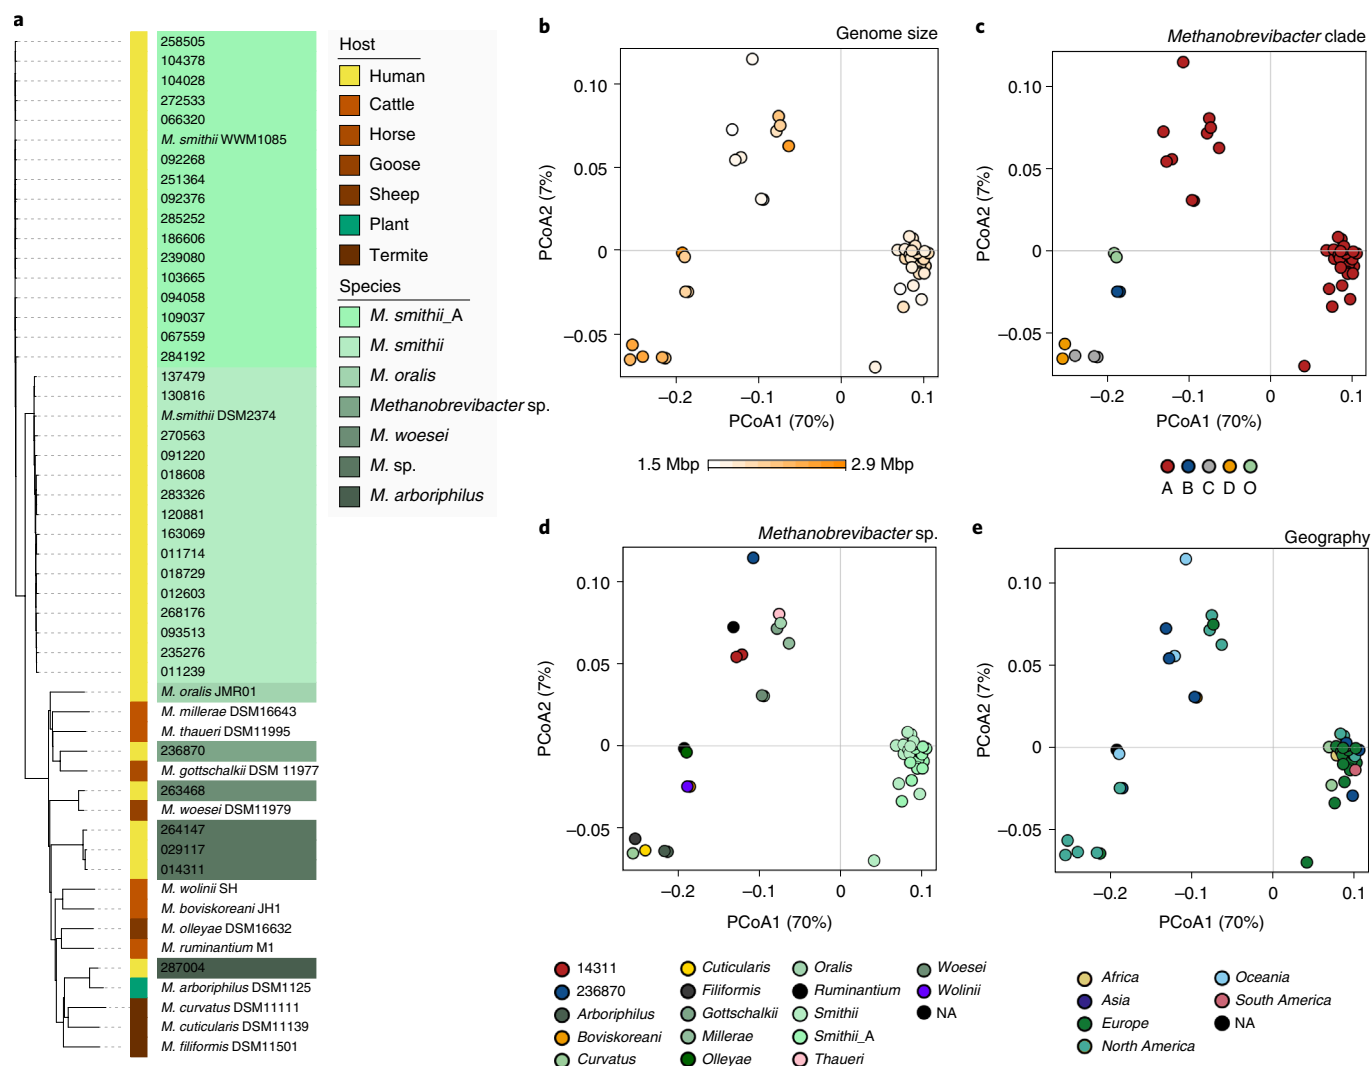 a
258505
104378
104028
272533
066320
M. smithii WWM1085
092268
251364
092376
285252
186606
239080
103665
094058
109037
067559
284192
137479
130816
M.smithii DSM2374
270563
091220
018608
283326
120881
163069
011714
018729
012603
268176
093513
235276
011239
M. oralis JMR01
M. millerae DSM16643
M. thaueri DSM11995
236870
M. gottschalkii DSM 11977
263468
M. woesei DSM11979
264147
029117
014311
M. wolinii SH
M. boviskoreani JH1
M. olleyae DSM16632
M. ruminantium M1
287004
M. arboriphilus DSM1125
M. curvatus DSM11111
M. cuticularis DSM11139
M. filiformis DSM11501
Host
Human
Cattle
Horse
Goose
Sheep
Plant
Termite
Species
M. smithii_A
M. smithii
M. oralis
Methanobrevibacter sp.
M. woesei
M. sp.
M. arboriphilus
b
Genome size
0.10
0.05
0
−0.05
PCoA2 (7%)
−0.2 −0.1 0 0.1
PCoA1 (70%)
1.5 Mbp 2.9 Mbp
c
Methanobrevibacter clade
0.10
0.05
0
−0.05
PCoA2 (7%)
−0.2 −0.1 0 0.1
PCoA1 (70%)
A B C D O
d
Methanobrevibacter sp.
0.10
0.05
0
−0.05
PCoA2 (7%)
−0.2 −0.1 0 0.1
PCoA1 (70%)
14311 Cuticularis Oralis Woesei
236870 Filiformis Ruminantium Wolinii
Arboriphilus Gottschalkii Smithii NA
Boviskoreani Millerae Smithii_A
Curvatus Olleyae Thaueri
e
Geography
0.10
0.05
0
−0.05
PCoA2 (7%)
−0.2 −0.1 0 0.1
PCoA1 (70%)
Africa Oceania
Asia South America
Europe NA
North America